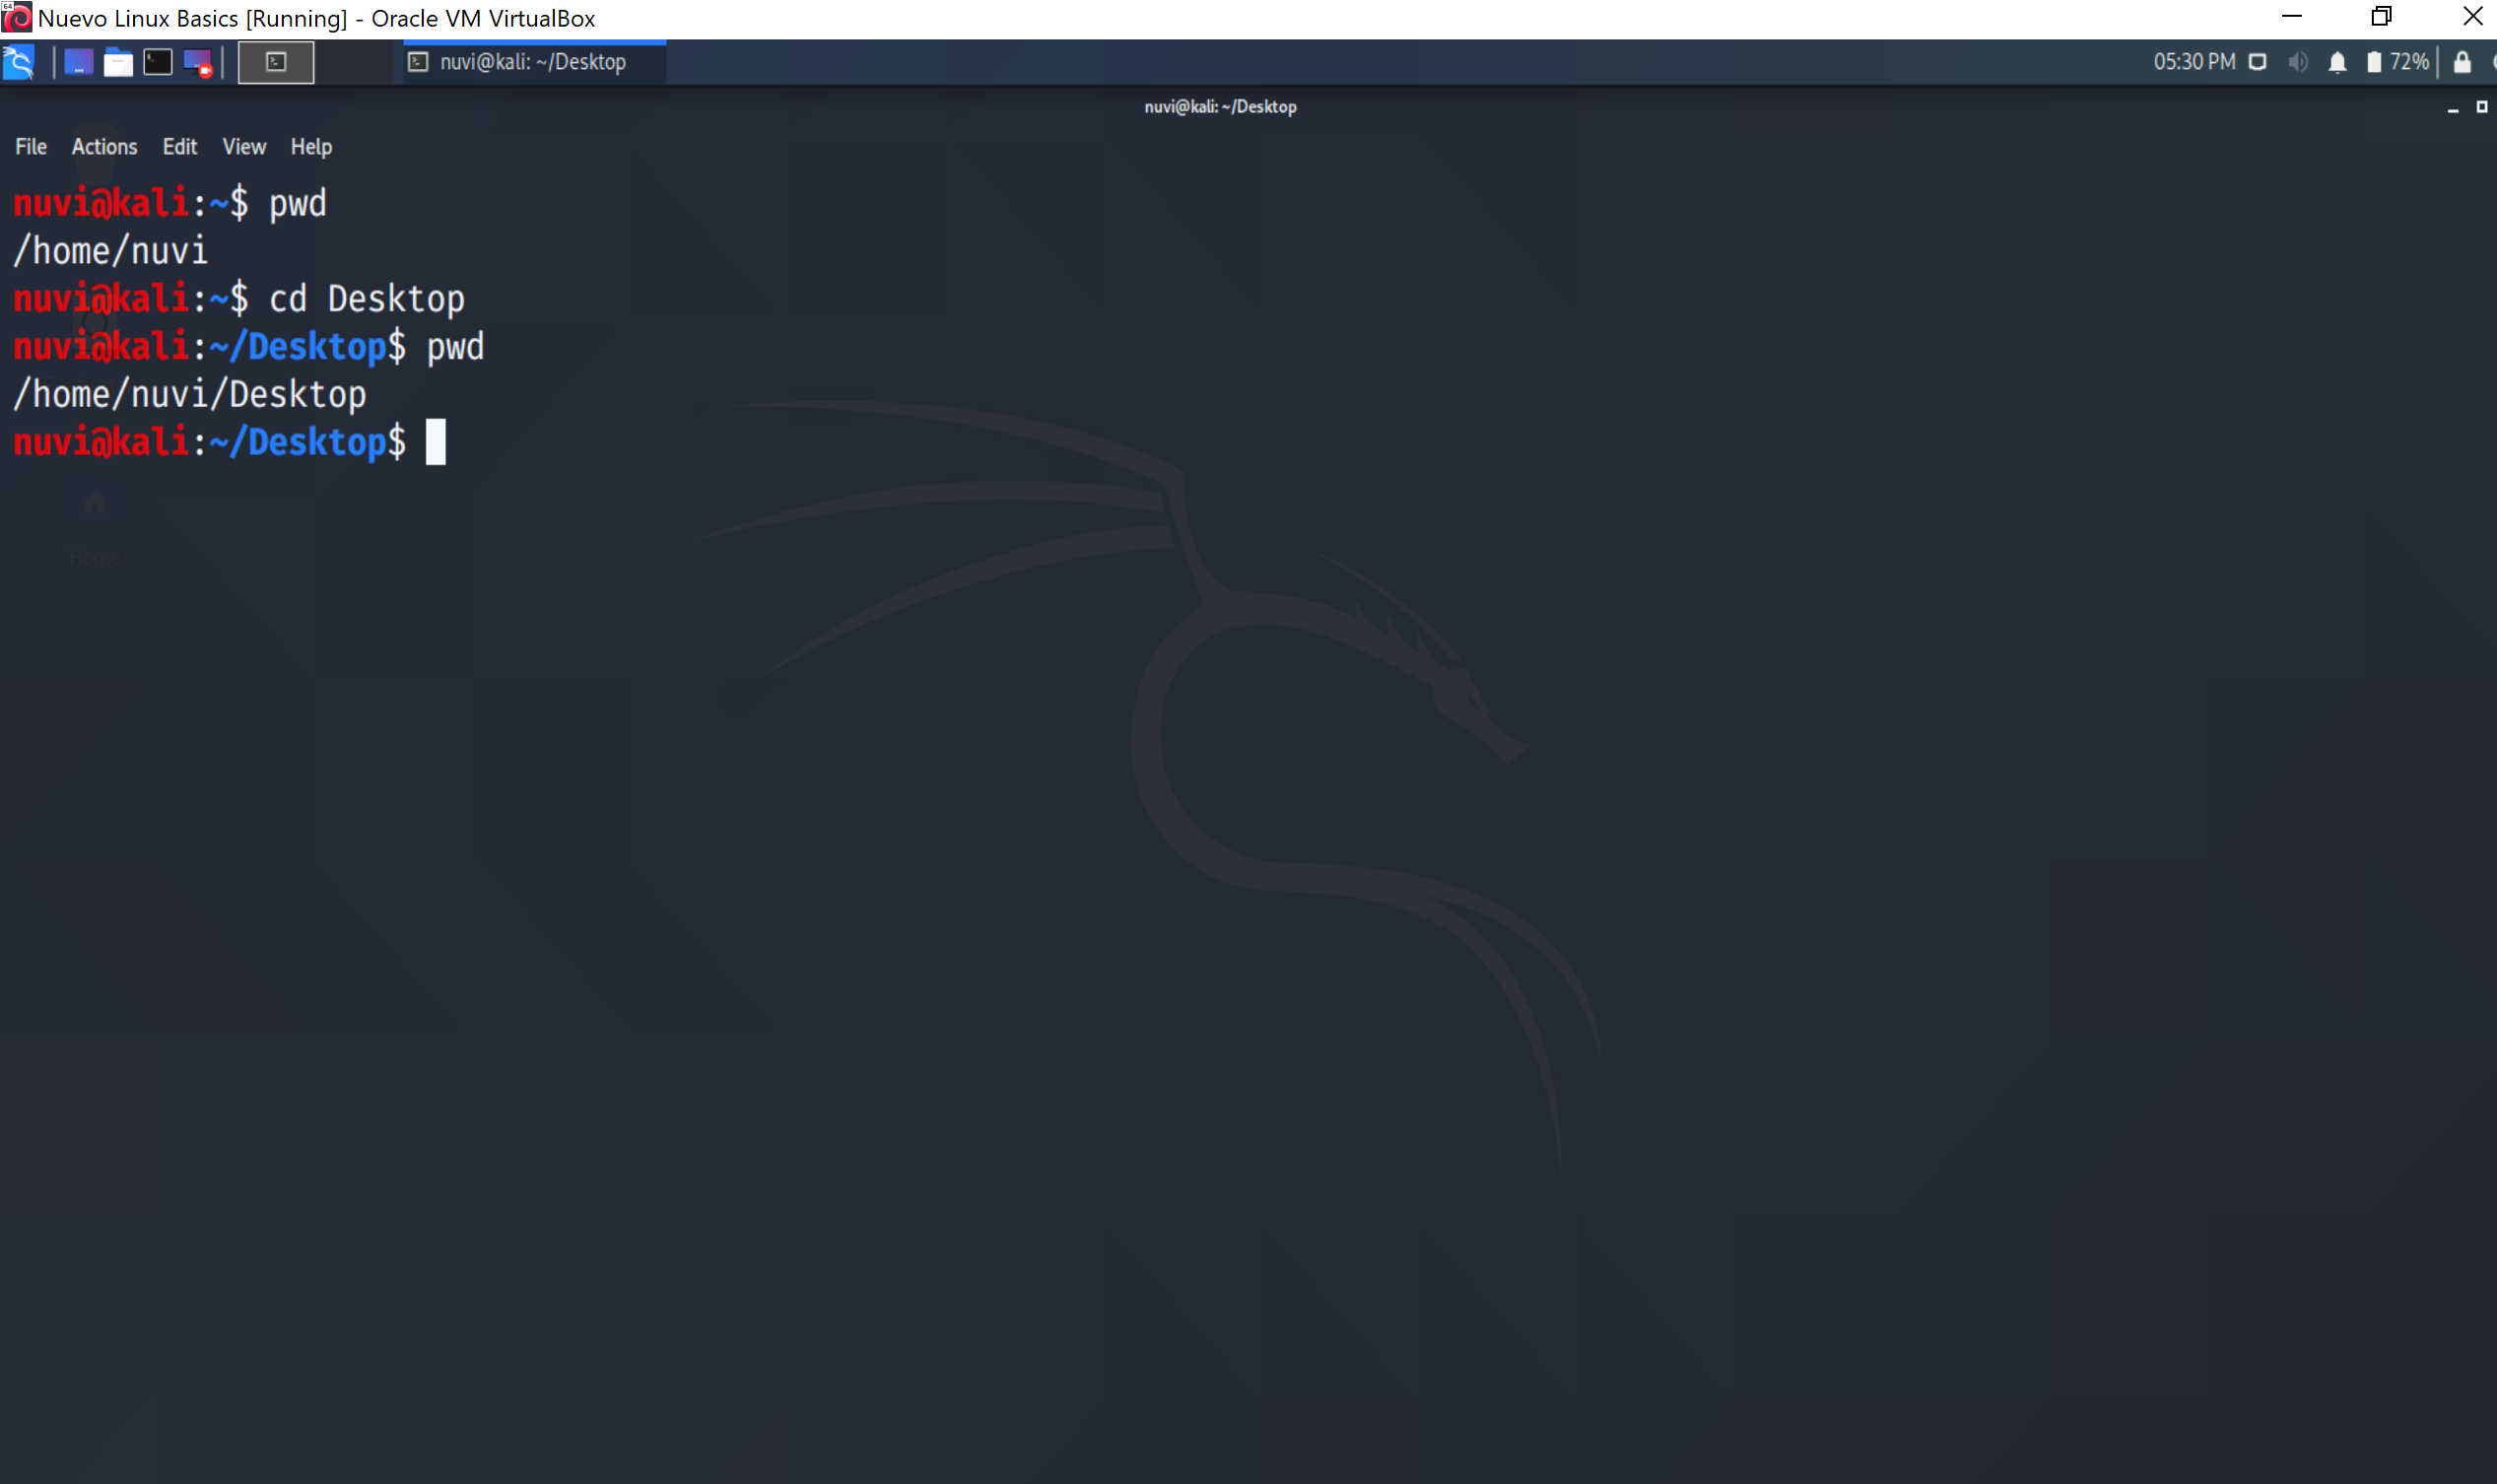 Nuevo Linux Basics [Running] - Oracle VM VirtualBox
nuvi@kali: ~/Desktop
05:30 PM
72%
nuvi@kali: ~/Desktop
File Actions Edit View Help
nuvi@kali:~$ pwd
/home/nuvi
nuvi@kali:~$ cd Desktop
nuvi@kali:~/Desktop$ pwd
/home/nuvi/Desktop
nuvi@kali:~/Desktop$
Home